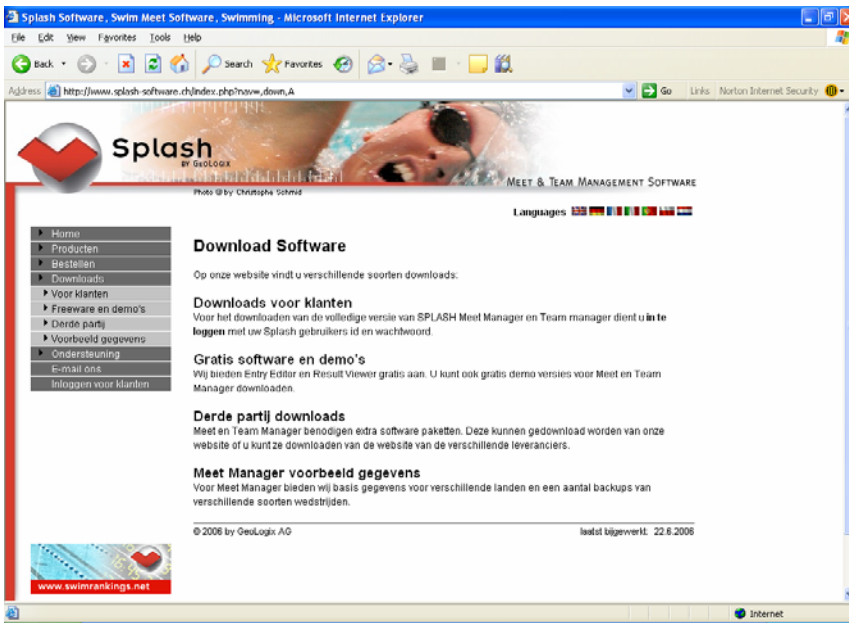 Splash Software, Swim Meet Software, Swimming - Microsoft Internet Explorer
File Edit View Favorites Tools Help
Back Search Favorites
Address http://www.splash-software.ch/index.php?nav=,down,A Go Links Norton Internet Security
Splash
BY GEOLOGIX
MEET & TEAM MANAGEMENT SOFTWARE
Photo © by Christophe Schmid
Languages
Home
Producten
Bestellen
Downloads
Voor klanten
Freeware en demo's
Derde partij
Voorbeeld gegevens
Ondersteuning
E-mail ons
Inloggen voor klanten
Download Software
Op onze website vindt u verschillende soorten downloads:
Downloads voor klanten
Voor het downloaden van de volledige versie van SPLASH Meet Manager en Team manager dient u in te
loggen met uw Splash gebruikers id en wachtwoord.
Gratis software en demo's
Wij bieden Entry Editor en Result Viewer gratis aan. U kunt ook gratis demo versies voor Meet en Team
Manager downloaden.
Derde partij downloads
Meet en Team Manager benodigen extra software paketten. Deze kunnen gedownload worden van onze
website of u kunt ze downloaden van de website van de verschillende leveranciers.
Meet Manager voorbeeld gegevens
Voor Meet Manager bieden wij basis gegevens voor verschillende landen en een aantal backups van
verschillende soorten wedstrijden.
© 2006 by GeoLogix AG laatst bijgewerkt: 22.6.2006
www.swimrankings.net
Internet